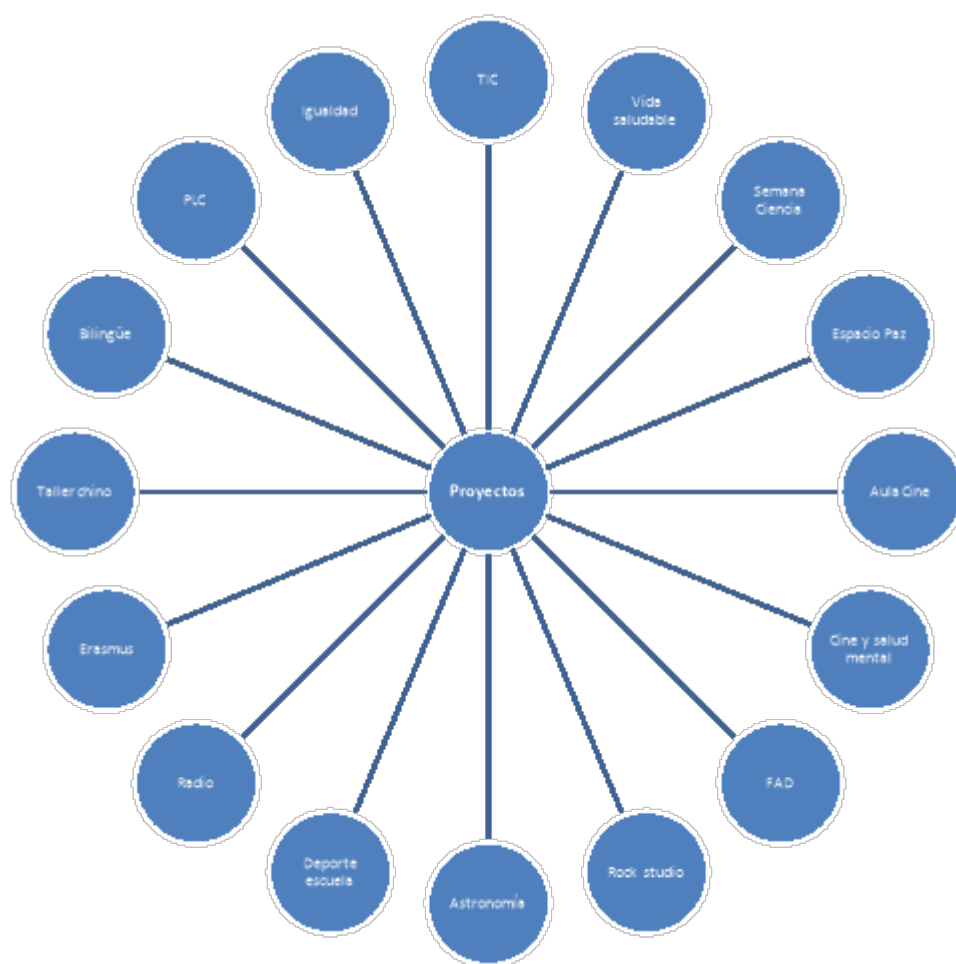 TIC
Igualdad
Vida
saludable
PLC
Semana
Ciencia
Bilingüe
Espacio Paz
Taller chino
Proyectos
Aula Cine
Erasmus
Cine y salud
mental
Radio
FAD
Deporte
escuela
Rock studio
Astronomía